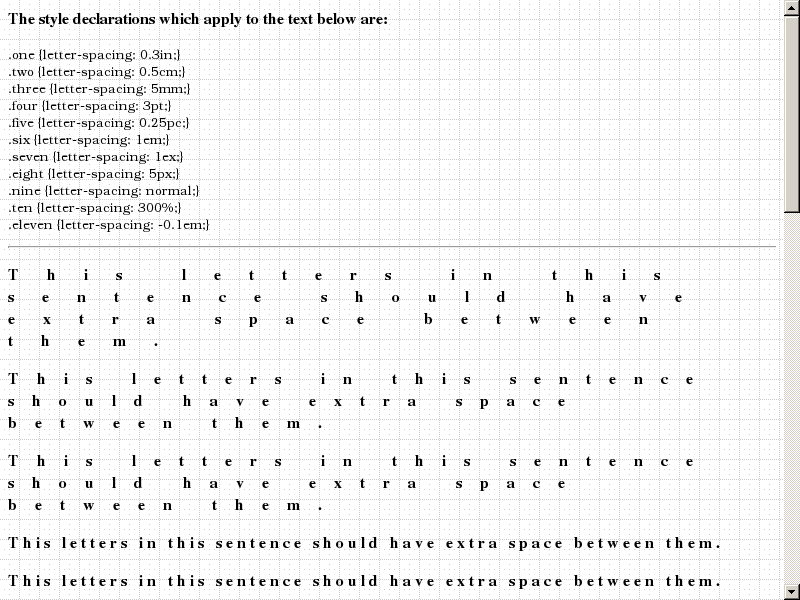 The style declarations which apply to the text below are:
.one {letter-spacing: 0.3in;}
.two {letter-spacing: 0.5cm;}
.three {letter-spacing: 5mm;}
.four {letter-spacing: 3pt;}
.five {letter-spacing: 0.25pc;}
.six {letter-spacing: 1em;}
.seven {letter-spacing: 1ex;}
.eight {letter-spacing: 5px;}
.nine {letter-spacing: normal;}
.ten {letter-spacing: 300%;}
.eleven {letter-spacing: -0.1em;}
This letters in this
sentence should have
extra space between
them.
This letters in this sentence
should have extra space
between them.
This letters in this sentence
should have extra space
between them.
This letters in this sentence should have extra space between them.
This letters in this sentence should have extra space between them.